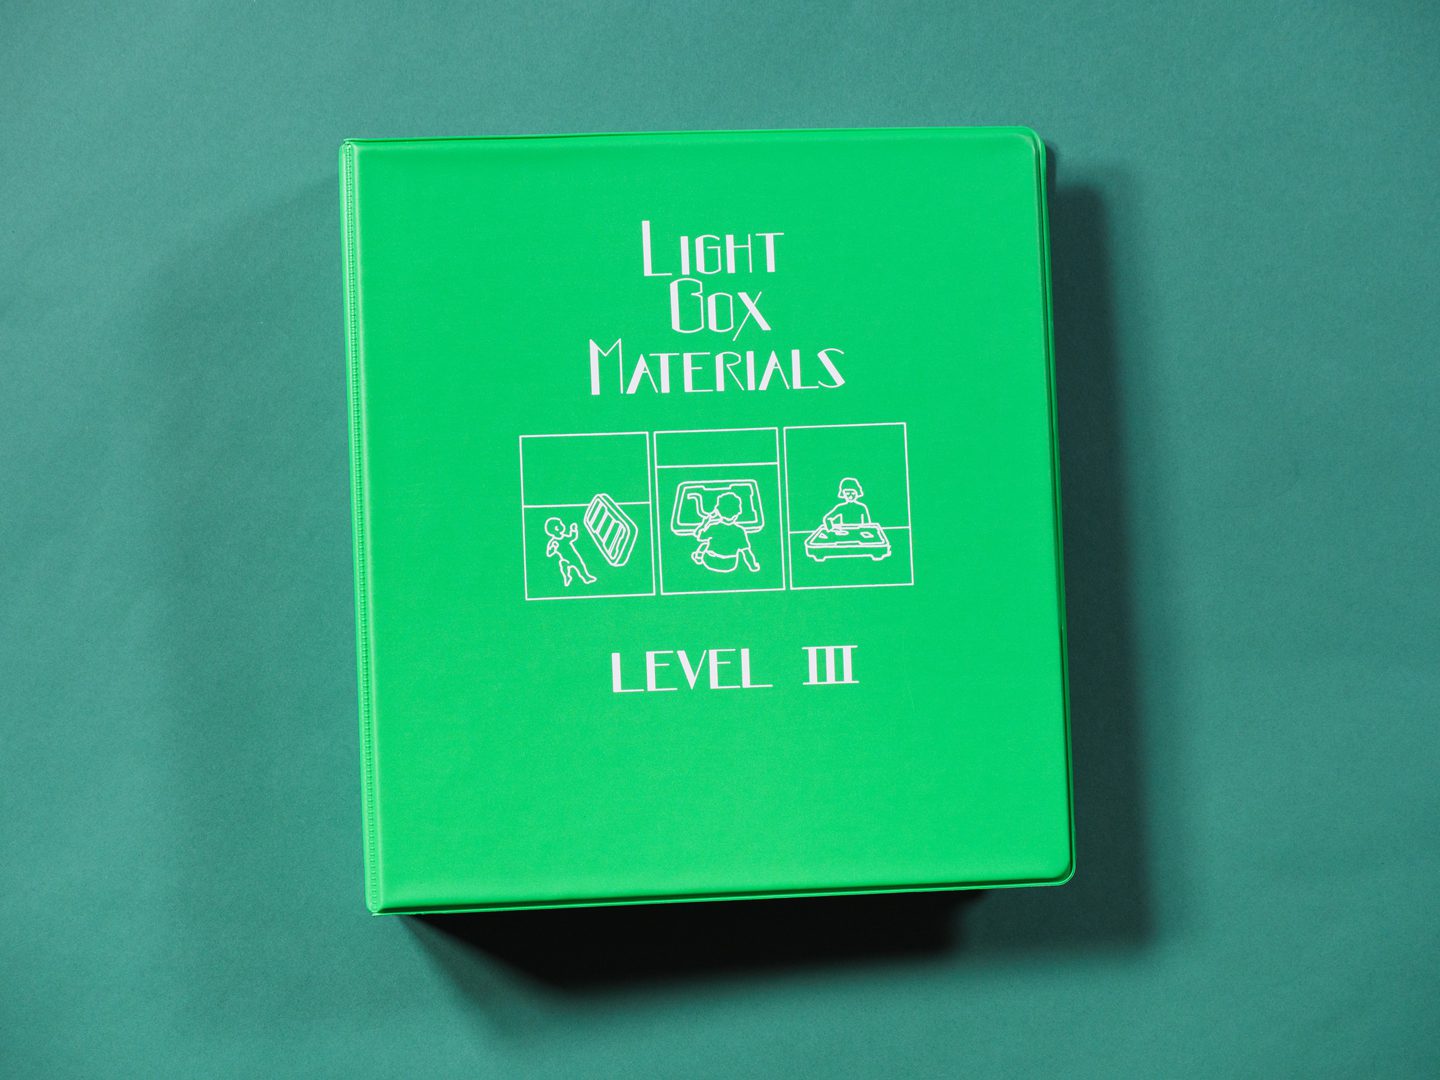 LIGHT
BOX
MATERIALS
LEVEL III